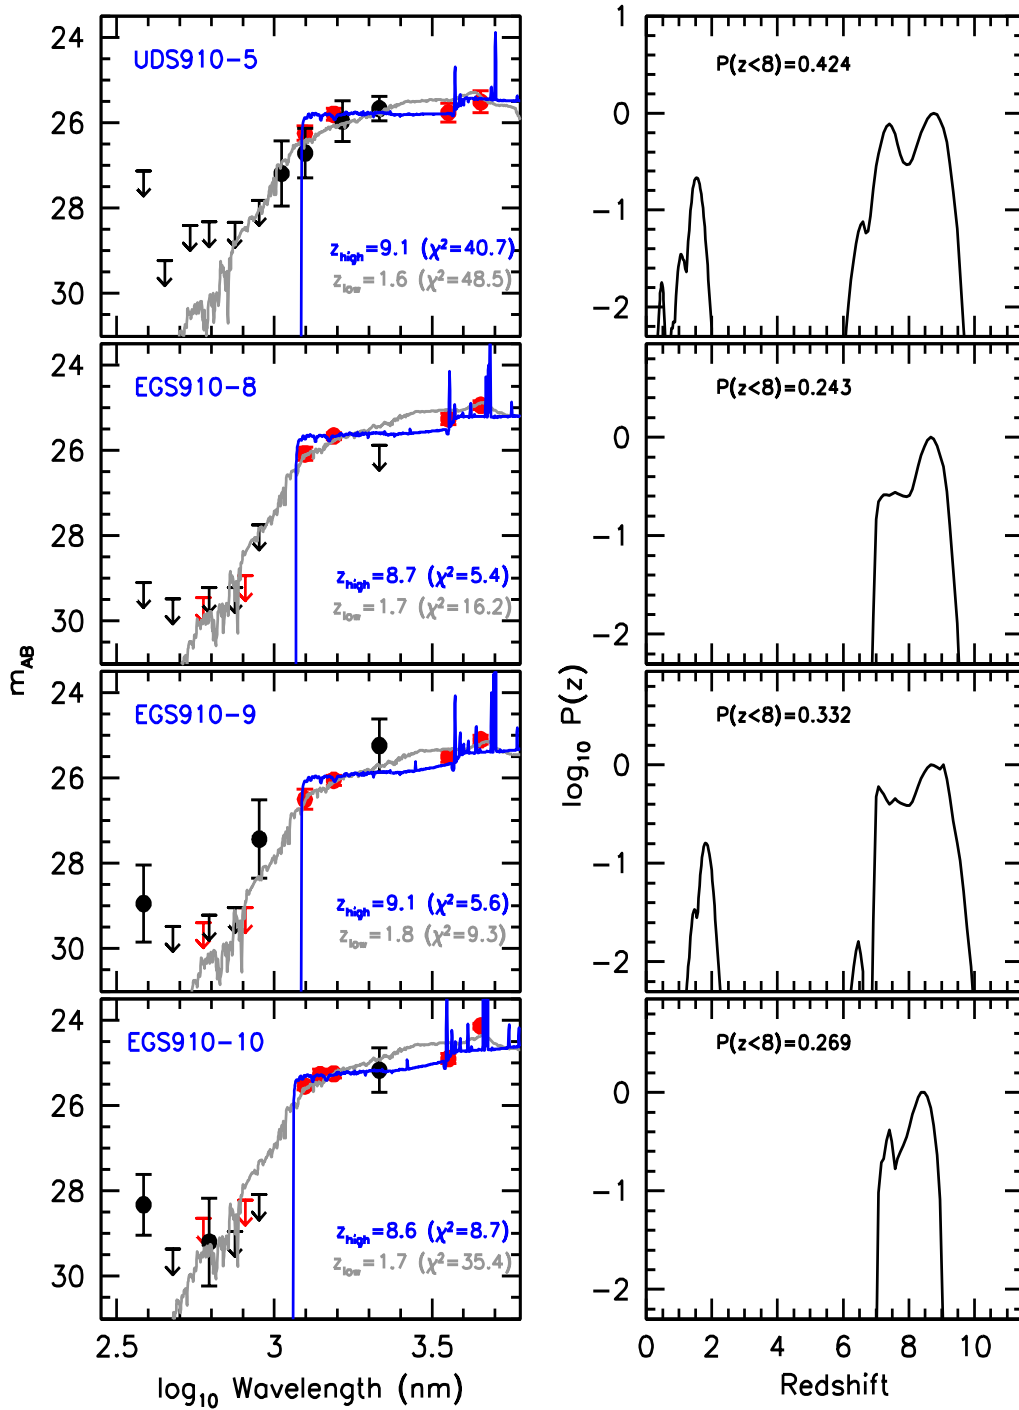 24
26
28
30
UDS910-5
z_high=9.1 (χ²=40.7)
z_low=1.6 (χ²=48.5)
1
0
−1
−2
P(z<8)=0.424
24
26
28
30
EGS910-8
z_high=8.7 (χ²=5.4)
z_low=1.7 (χ²=16.2)
0
−1
−2
P(z<8)=0.243
m_AB
log₁₀ P(z)
24
26
28
30
EGS910-9
z_high=9.1 (χ²=5.6)
z_low=1.8 (χ²=9.3)
0
−1
−2
P(z<8)=0.332
24
26
28
30
EGS910-10
z_high=8.6 (χ²=8.7)
z_low=1.7 (χ²=35.4)
0
−1
−2
P(z<8)=0.269
2.5 3 3.5
log₁₀ Wavelength (nm)
0 2 4 6 8 10
Redshift